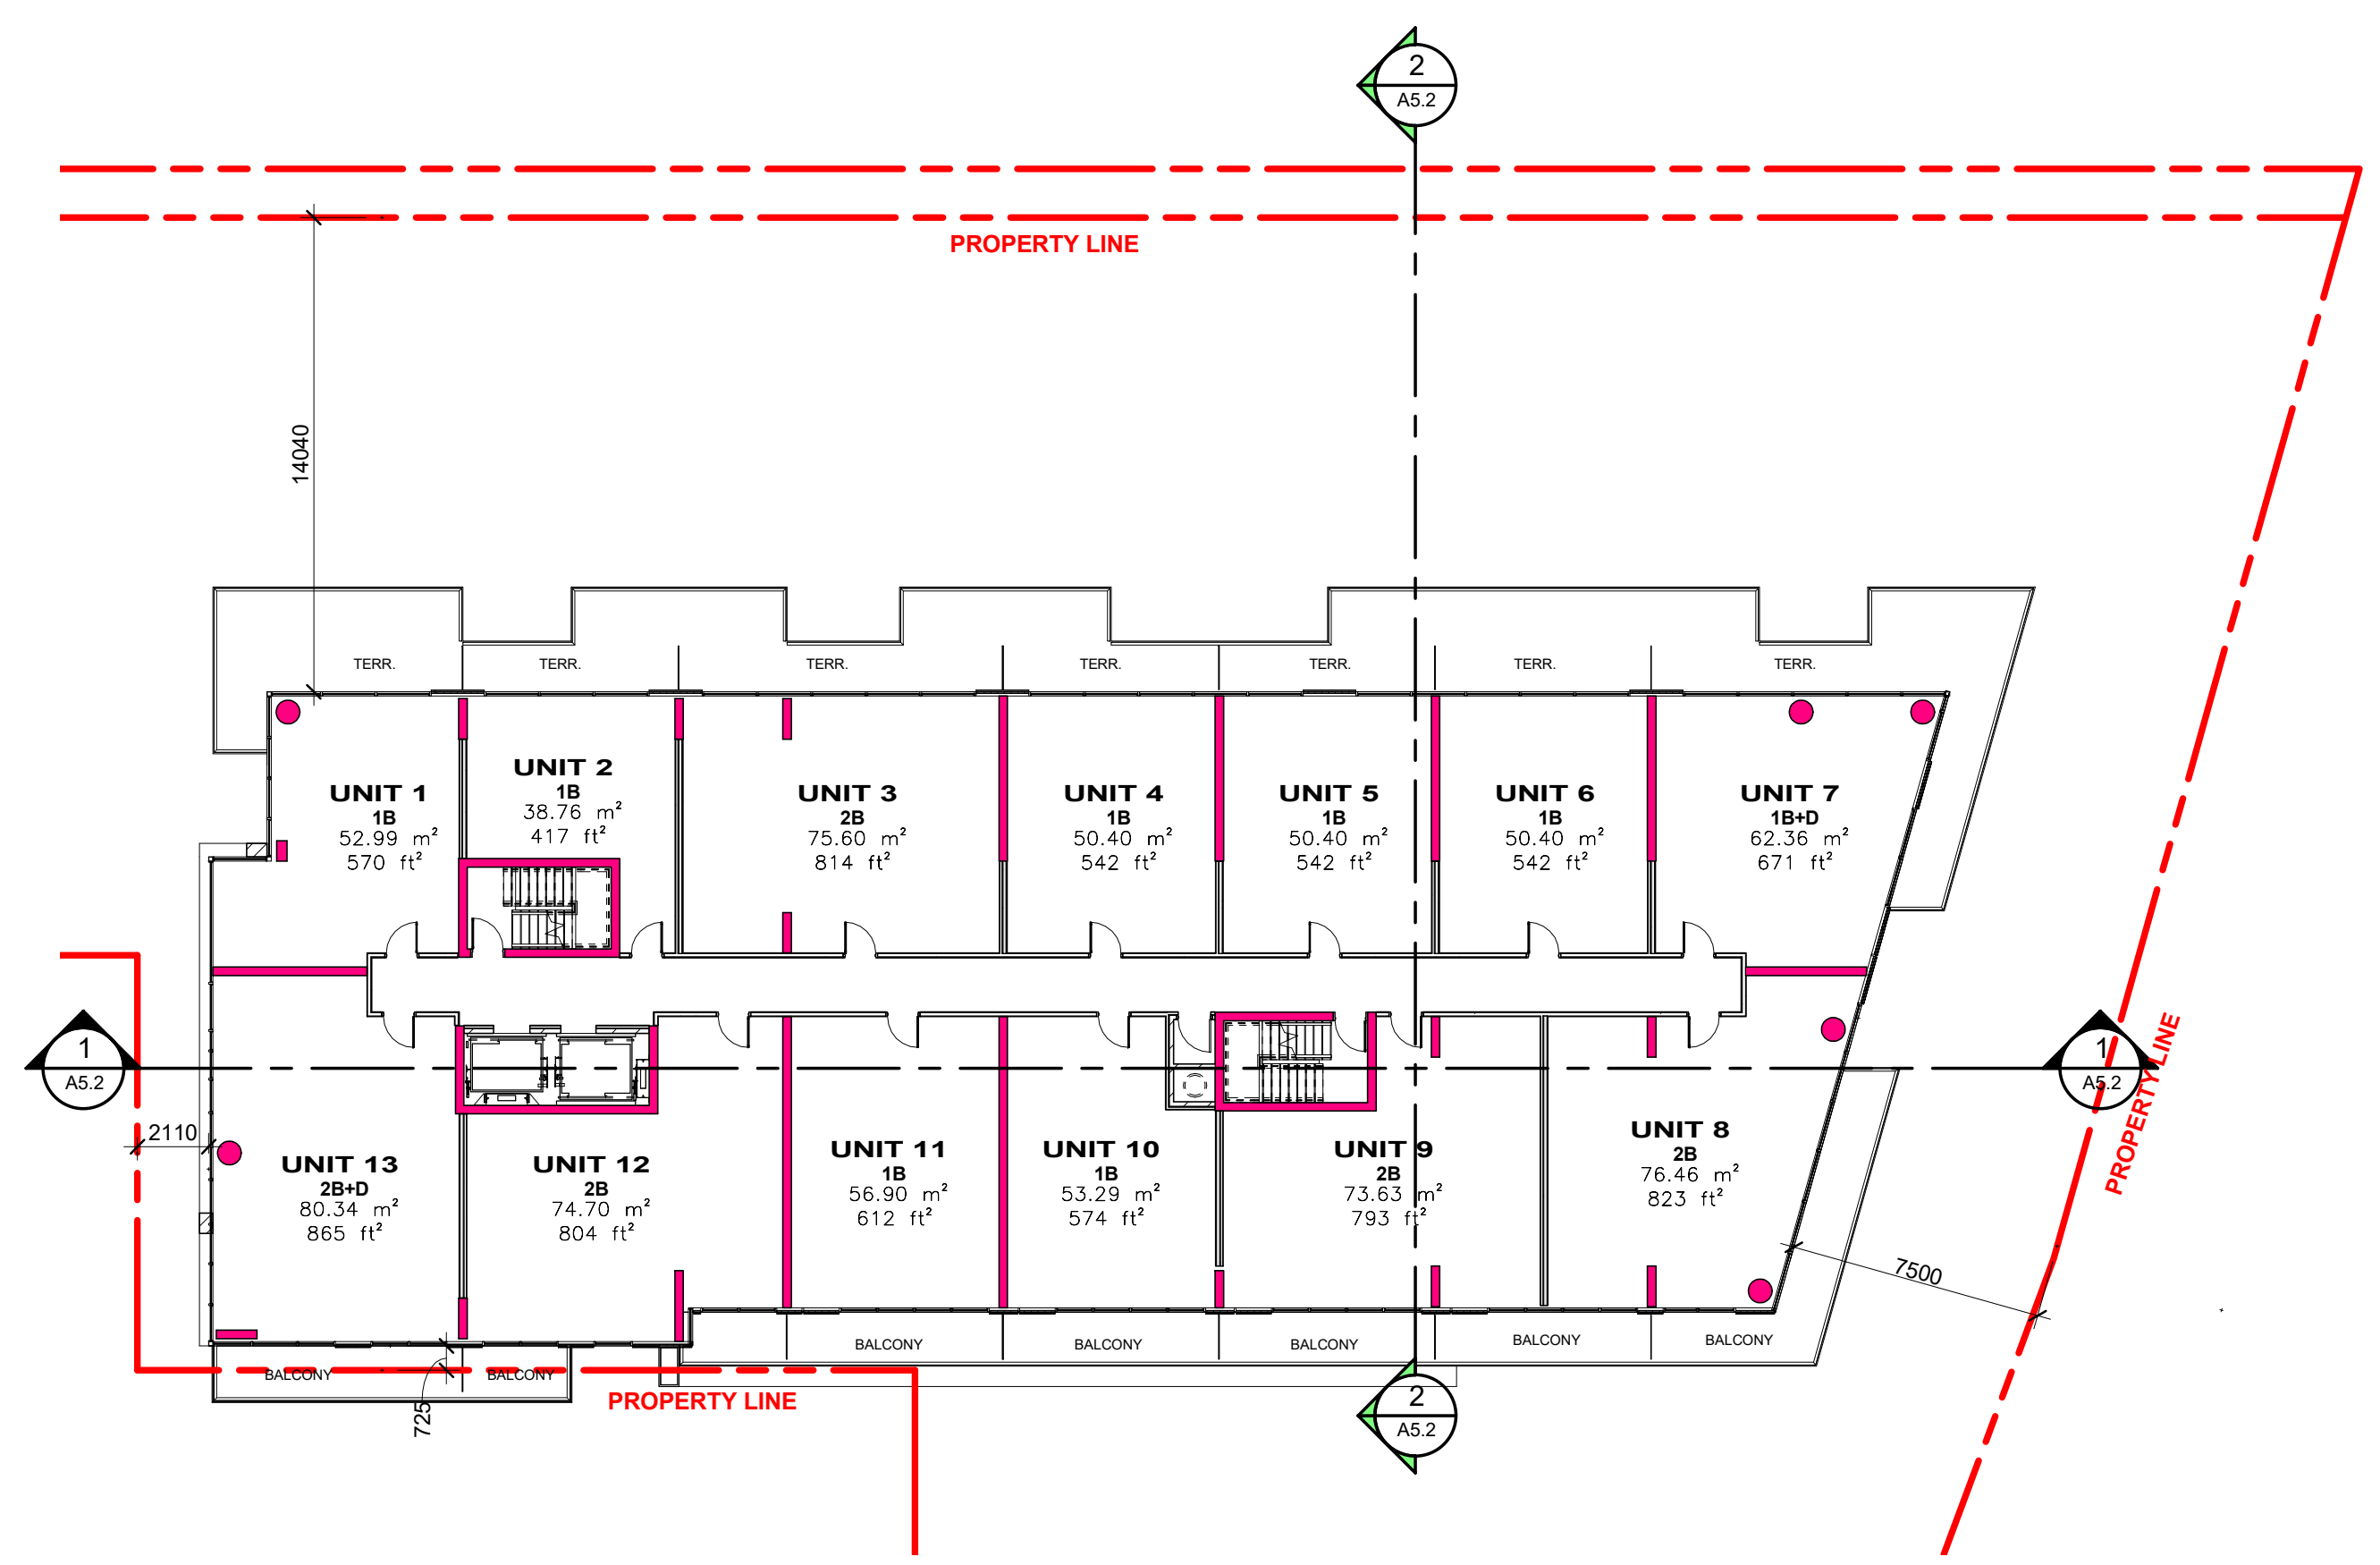 2
A5.2
PROPERTY LINE
14040
TERR.
TERR.
TERR.
TERR.
TERR.
TERR.
TERR.
UNIT 1
1B
52.99 m²
570 ft²
UNIT 2
1B
38.76 m²
417 ft²
UNIT 3
2B
75.60 m²
814 ft²
UNIT 4
1B
50.40 m²
542 ft²
UNIT 5
1B
50.40 m²
542 ft²
UNIT 6
1B
50.40 m²
542 ft²
UNIT 7
1B+D
62.36 m²
671 ft²
1
A5.2
1
A5.2
PROPERTY LINE
2110
UNIT 13
2B+D
80.34 m²
865 ft²
UNIT 12
2B
74.70 m²
804 ft²
UNIT 11
1B
56.90 m²
612 ft²
UNIT 10
1B
53.29 m²
574 ft²
UNIT 9
2B
73.63 m²
793 ft²
UNIT 8
2B
76.46 m²
823 ft²
7500
BALCONY
BALCONY
BALCONY
BALCONY
BALCONY
BALCONY
BALCONY
725
PROPERTY LINE
2
A5.2